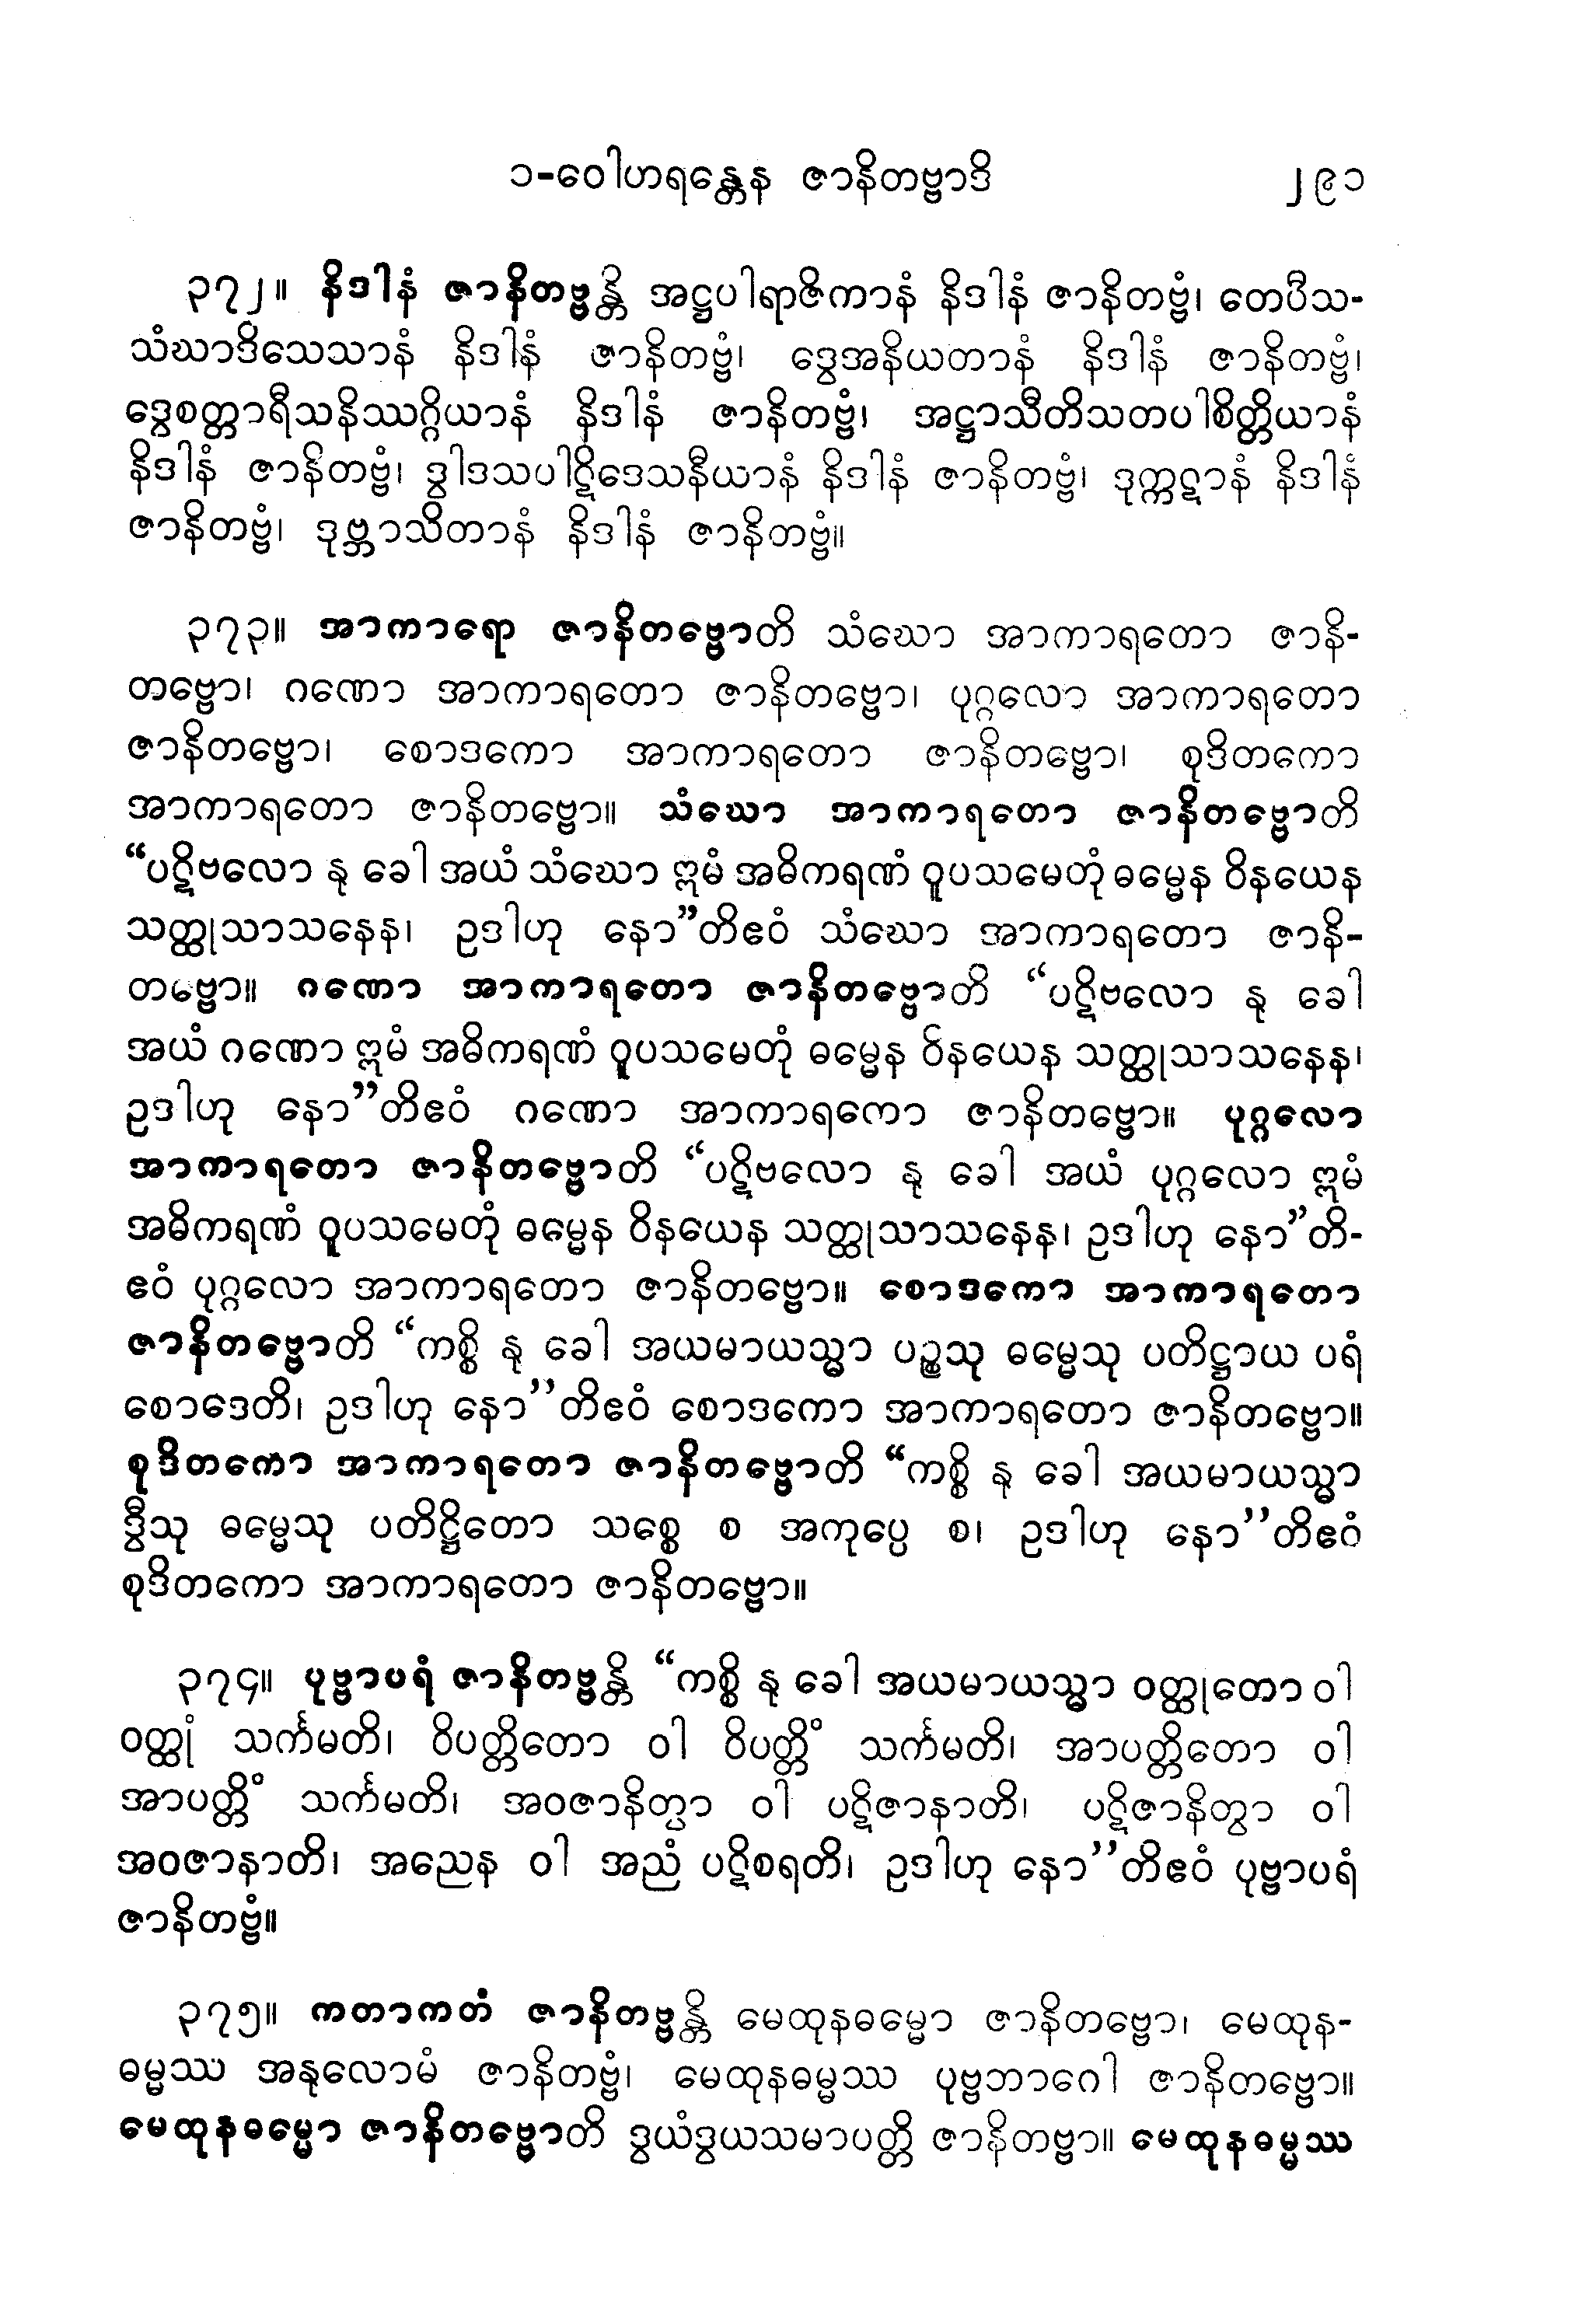 ၁-ဝေါဟရန္တေန ဇာနိတဗ္ဗာဒိ ၂၉၁
၃၇၂။ နိဒါနံ ဇာနိတဗ္ဗန္တိ အဋ္ဌပါရာဇိကာနံ နိဒါနံ ဇာနိတဗ္ဗံ၊ တေဝီသ-
သံဃာဒိသေသာနံ နိဒါနံ ဇာနိတဗ္ဗံ၊ ဒွေအနိယတာနံ နိဒါနံ ဇာနိတဗ္ဗံ၊
ဒွေစတ္တာရီသနိဿဂ္ဂိယာနံ နိဒါနံ ဇာနိတဗ္ဗံ၊ အဋ္ဌာသီတိသတပါစိတ္တိယာနံ
နိဒါနံ ဇာနိတဗ္ဗံ၊ ဒွါဒသပါဋိဒေသနီယာနံ နိဒါနံ ဇာနိတဗ္ဗံ၊ ဒုက္ကဋာနံ နိဒါနံ
ဇာနိတဗ္ဗံ၊ ဒုဗ္ဘာသိတာနံ နိဒါနံ ဇာနိတဗ္ဗံ။
၃၇၃။ အာကာရော ဇာနိတဗ္ဗောတိ သံဃော အာကာရတော ဇာနိ-
တဗ္ဗော၊ ဂဏော အာကာရတော ဇာနိတဗ္ဗော၊ ပုဂ္ဂလော အာကာရတော
ဇာနိတဗ္ဗော၊ စောဒကော အာကာရတော ဇာနိတဗ္ဗော၊ စုဒိတကော
အာကာရတော ဇာနိတဗ္ဗော။ သံဃော အာကာရတော ဇာနိတဗ္ဗောတိ
“ပဋိဗလော နု ခေါ အယံ သံဃော ဣမံ အဓိကရဏံ ဝူပသမေတုံ ဓမ္မေန ဝိနယေန
သတ္ထုသာသနေန၊ ဥဒါဟု နော”တိဧဝံ သံဃော အာကာရတော ဇာနိ-
တဗ္ဗော။ ဂဏော အာကာရတော ဇာနိတဗ္ဗောတိ “ပဋိဗလော နု ခေါ
အယံ ဂဏော ဣမံ အဓိကရဏံ ဝူပသမေတုံ ဓမ္မေန ဝိနယေန သတ္ထုသာသနေန၊
ဥဒါဟု နော”တိဧဝံ ဂဏော အာကာရကော ဇာနိတဗ္ဗော။ ပုဂ္ဂလော
အာကာရတော ဇာနိတဗ္ဗောတိ “ပဋိဗလော နု ခေါ အယံ ပုဂ္ဂလော ဣမံ
အဓိကရဏံ ဝူပသမေတုံ ဓမ္မေန ဝိနယေန သတ္ထုသာသနေန၊ ဥဒါဟု နော”တိ-
ဧဝံ ပုဂ္ဂလော အာကာရတော ဇာနိတဗ္ဗော။ စောဒကော အာကာရတော
ဇာနိတဗ္ဗောတိ “ကစ္စိ နု ခေါ အယမာယသ္မာ ပဉ္စသု ဓမ္မေသု ပတိဋ္ဌာယ ပရံ
စောဒေတိ၊ ဥဒါဟု နော”တိဧဝံ စောဒကော အာကာရတော ဇာနိတဗ္ဗော။
စုဒိတကော အာကာရတော ဇာနိတဗ္ဗောတိ “ကစ္စိ နု ခေါ အယမာယသ္မာ
ဒွီသု ဓမ္မေသု ပတိဋ္ဌိတော သစ္စေ စ အကုပ္ပေ စ၊ ဥဒါဟု နော”တိဧဝံ
စုဒိတကော အာကာရတော ဇာနိတဗ္ဗော။
၃၇၄။ ပုဗ္ဗာပရံ ဇာနိတဗ္ဗန္တိ “ကစ္စိ နု ခေါ အယမာယသ္မာ ဝတ္ထုတော ဝါ
ဝတ္ထုံ သင်္ကမတိ၊ ဝိပတ္တိတော ဝါ ဝိပတ္တိံ သင်္ကမတိ၊ အာပတ္တိတော ဝါ
အာပတ္တိံ သင်္ကမတိ၊ အဝဇာနိတွာ ဝါ ပဋိဇာနာတိ၊ ပဋိဇာနိတွာ ဝါ
အဝဇာနာတိ၊ အညေန ဝါ အညံ ပဋိစရတိ၊ ဥဒါဟု နော”တိဧဝံ ပုဗ္ဗာပရံ
ဇာနိတဗ္ဗံ။
၃၇၅။ ကတာကတံ ဇာနိတဗ္ဗန္တိ မေထုနဓမ္မော ဇာနိတဗ္ဗော၊ မေထုန-
ဓမ္မဿ အနုလောမံ ဇာနိတဗ္ဗံ၊ မေထုနဓမ္မဿ ပုဗ္ဗဘာဂေါ ဇာနိတဗ္ဗော။
မေထုနဓမ္မော ဇာနိတဗ္ဗောတိ ဒွယံဒွယသမာပတ္တိ ဇာနိတဗ္ဗာ။ မေထုနဓမ္မဿ